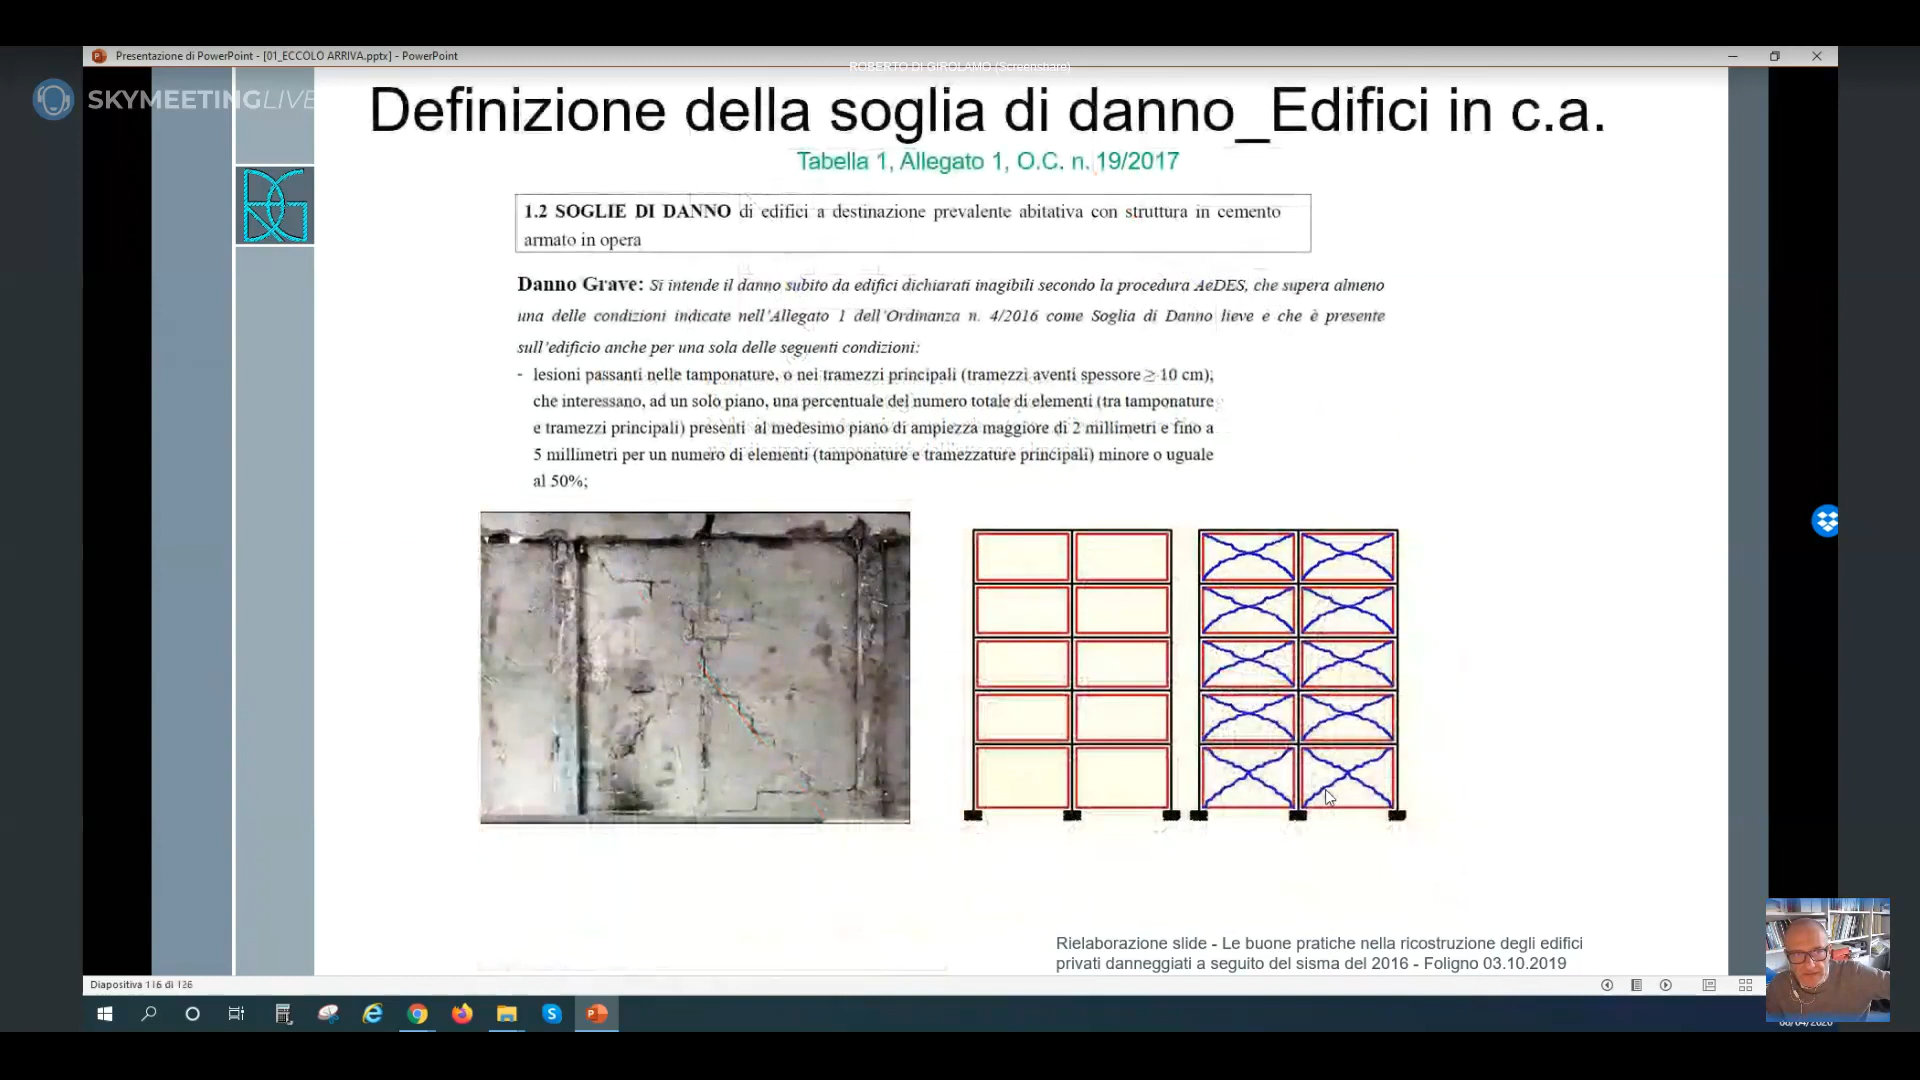 Presentazione di PowerPoint - [01_ECCOLO ARRIVA.pptx] - PowerPoint
ROBERTO DI GIROLAMO (Screenshare)
SKYMEETINGLIVE
Definizione della soglia di danno_Edifici in c.a.
Tabella 1, Allegato 1, O.C. n. 19/2017
1.2 SOGLIE DI DANNO di edifici a destinazione prevalente abitativa con struttura in cemento
armato in opera
Danno Grave: Si intende il danno subito da edifici dichiarati inagibili secondo la procedura AeDES, che supera almeno
una delle condizioni indicate nell'Allegato 1 dell'Ordinanza n. 4/2016 come Soglia di Danno lieve e che è presente
sull'edificio anche per una sola delle seguenti condizioni:
- lesioni passanti nelle tamponature, o nei tramezzi principali (tramezzi aventi spessore ≥ 10 cm),
che interessano, ad un solo piano, una percentuale del numero totale di elementi (tra tamponature
e tramezzi principali) presenti al medesimo piano di ampiezza maggiore di 2 millimetri e fino a
5 millimetri per un numero di elementi (tamponature e tramezzature principali) minore o uguale
al 50%;
Rielaborazione slide - Le buone pratiche nella ricostruzione degli edifici
privati danneggiati a seguito del sisma del 2016 - Foligno 03.10.2019
Diapositiva 116 di 126